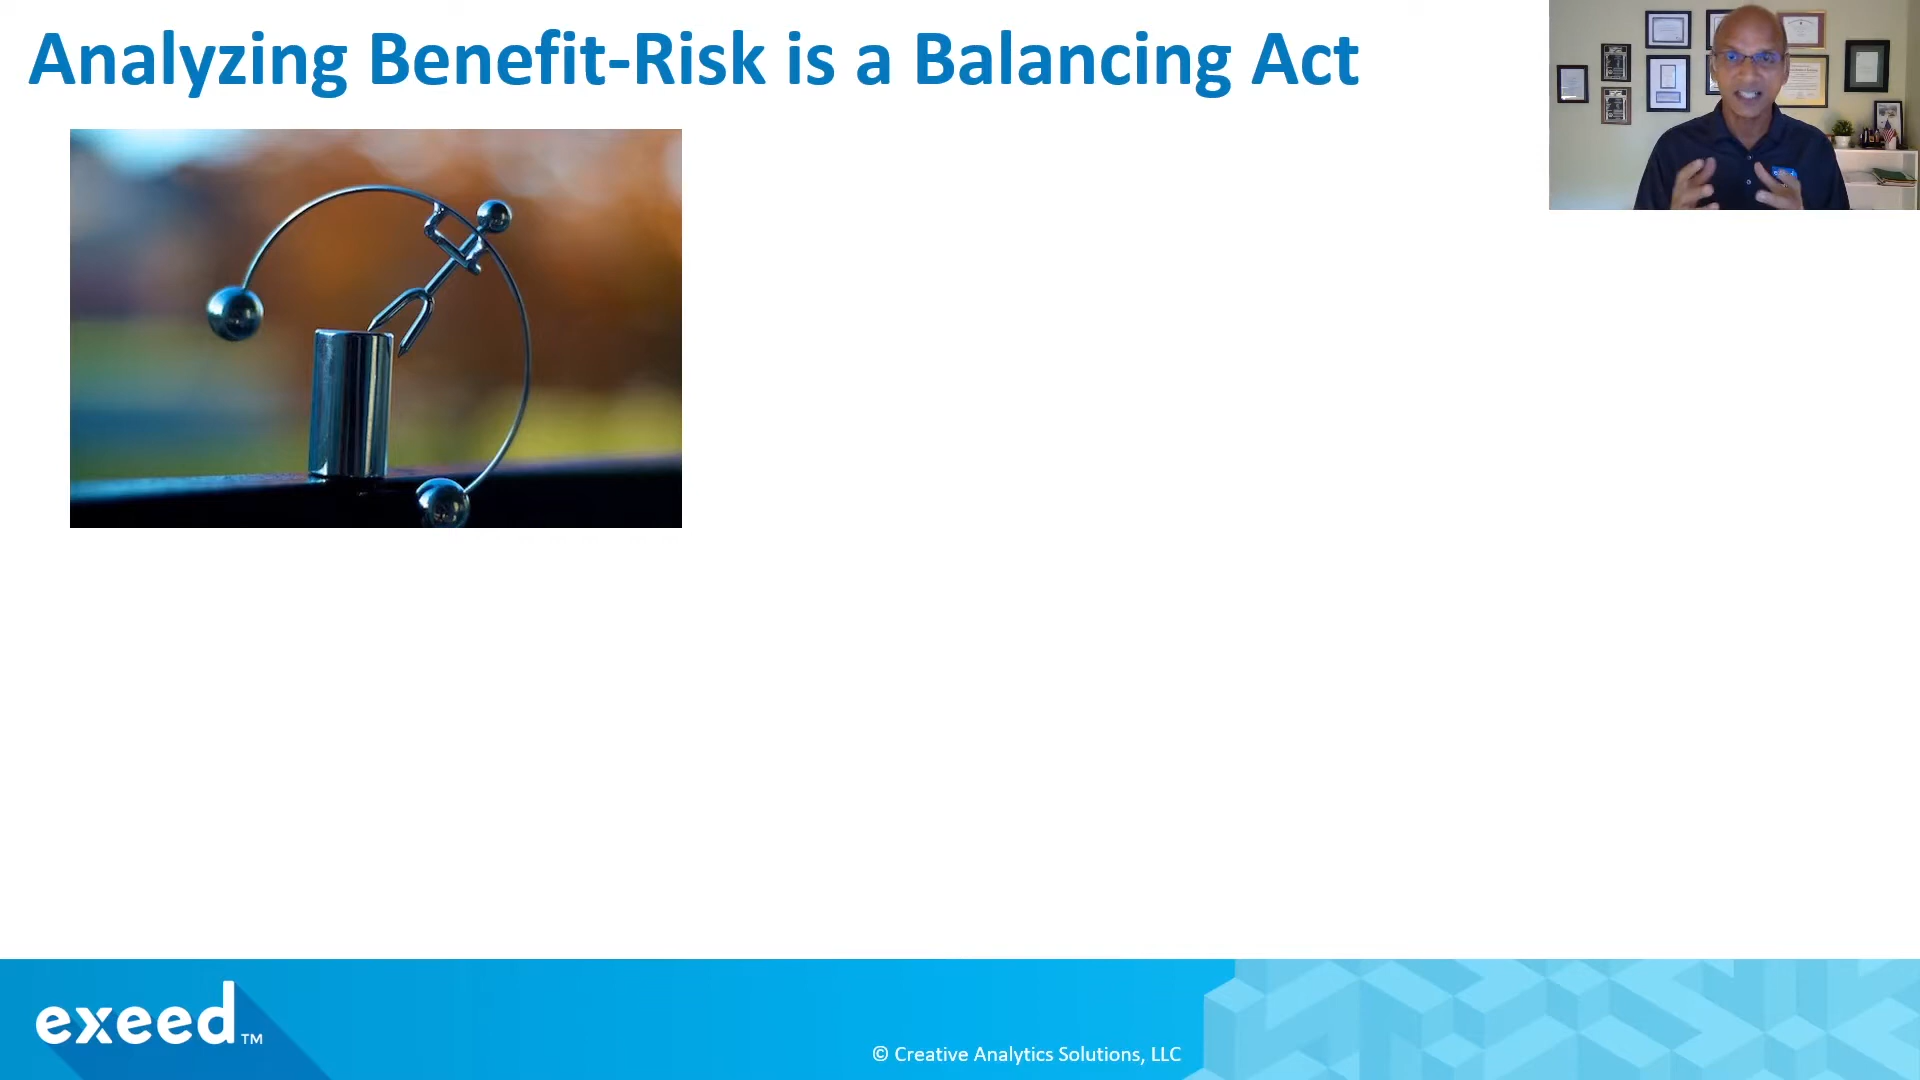 Analyzing Benefit-Risk is a Balancing Act
exeed™
© Creative Analytics Solutions, LLC